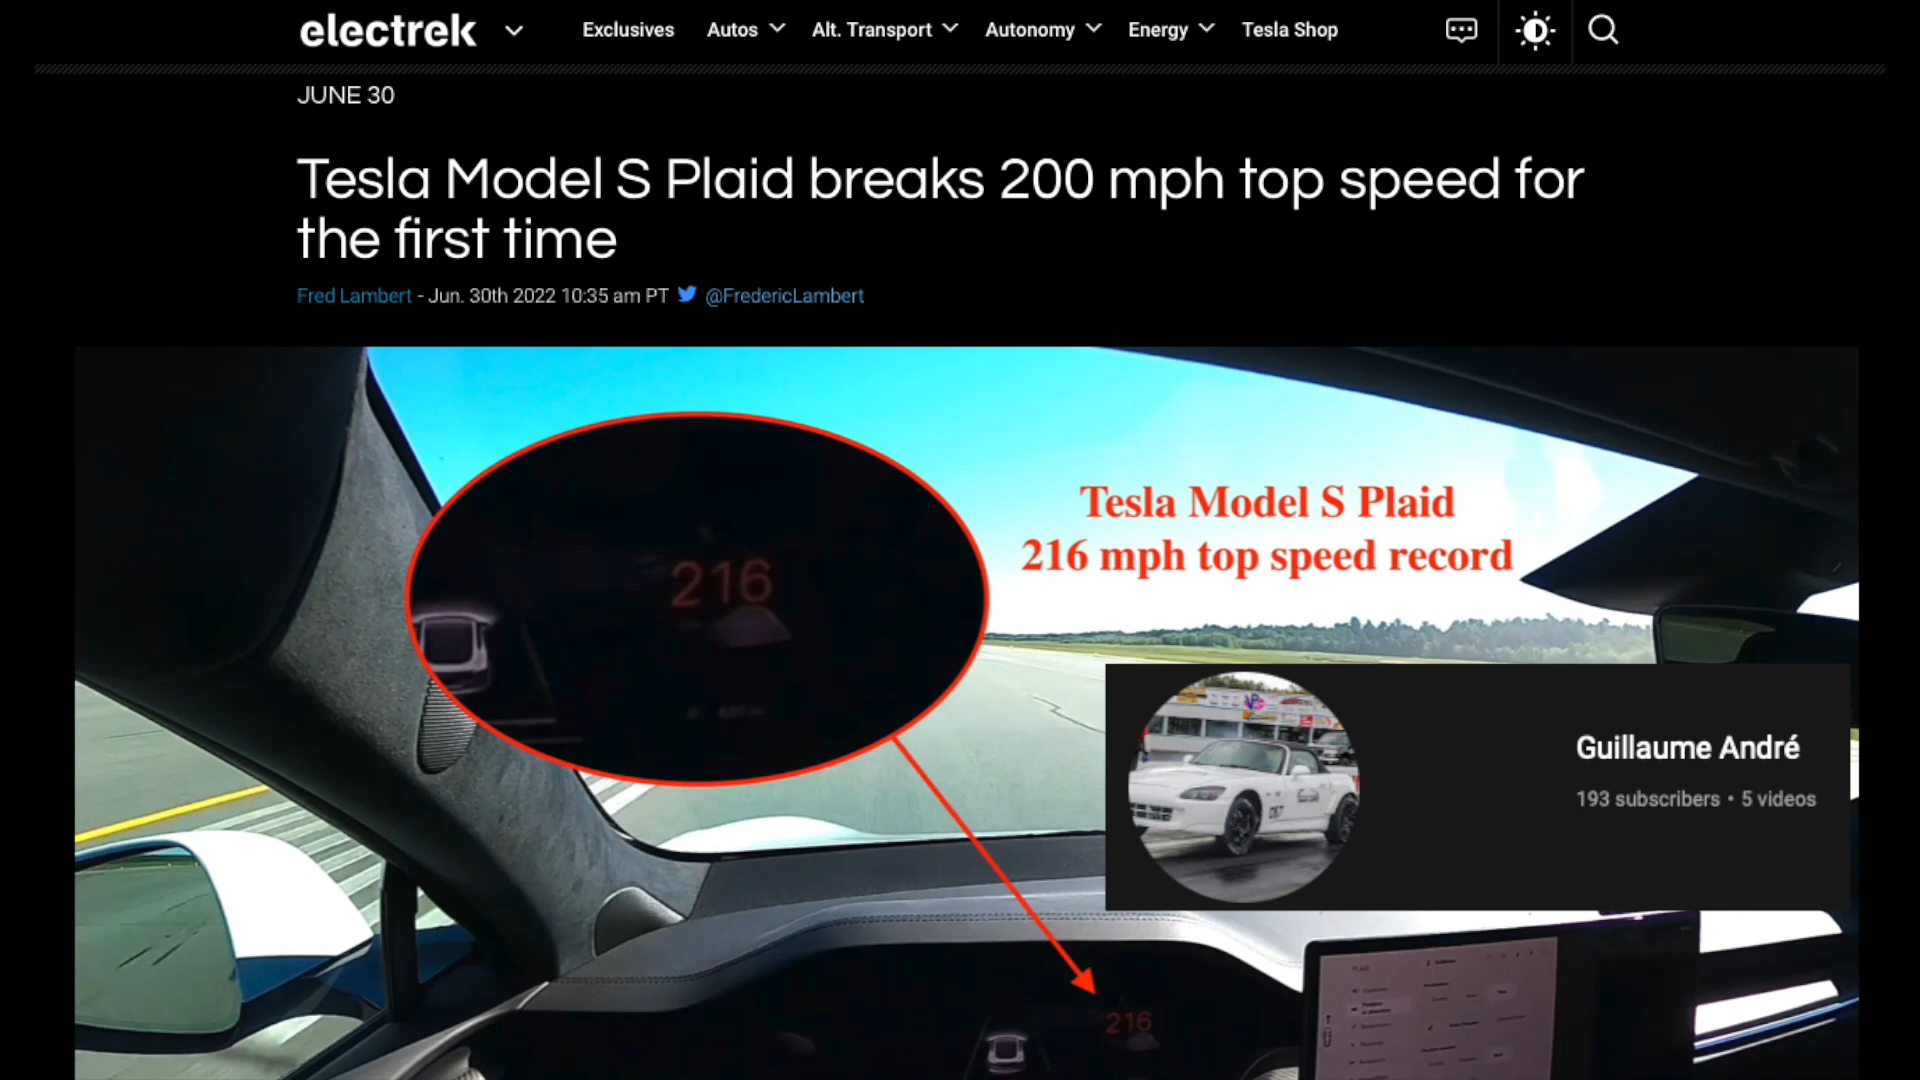 electrek
Exclusives
Autos
Alt. Transport
Autonomy
Energy
Tesla Shop
JUNE 30
Tesla Model S Plaid breaks 200 mph top speed for
the first time
Fred Lambert - Jun. 30th 2022 10:35 am PT @FredericLambert
216
Tesla Model S Plaid
216 mph top speed record
Guillaume André
193 subscribers • 5 videos
216